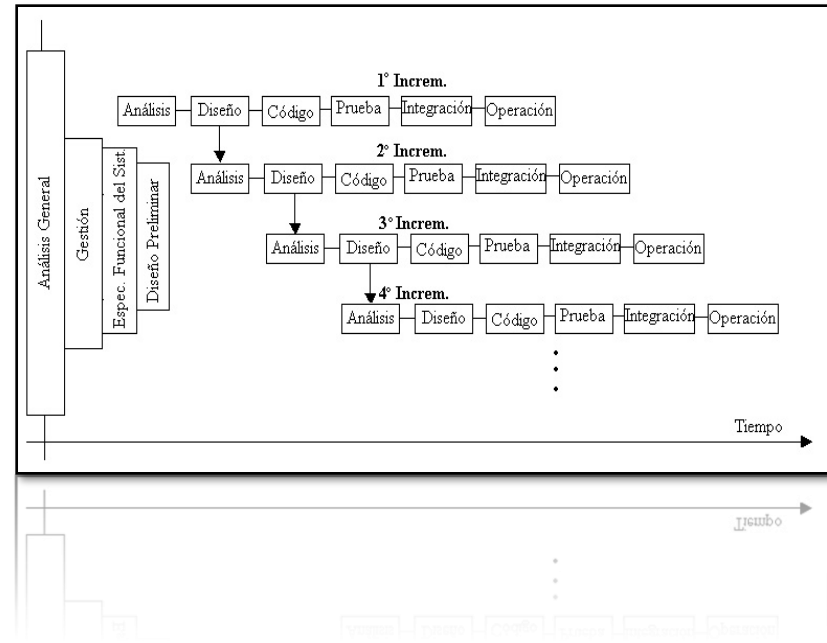 Análisis General
Gestión
Espec. Funcional del Sist.
Diseño Preliminar
1° Increm.
Análisis Diseño Código Prueba Integración Operación
2° Increm.
Análisis Diseño Código Prueba Integración Operación
3° Increm.
Análisis Diseño Código Prueba Integración Operación
4° Increm.
Análisis Diseño Código Prueba Integración Operación
Tiempo